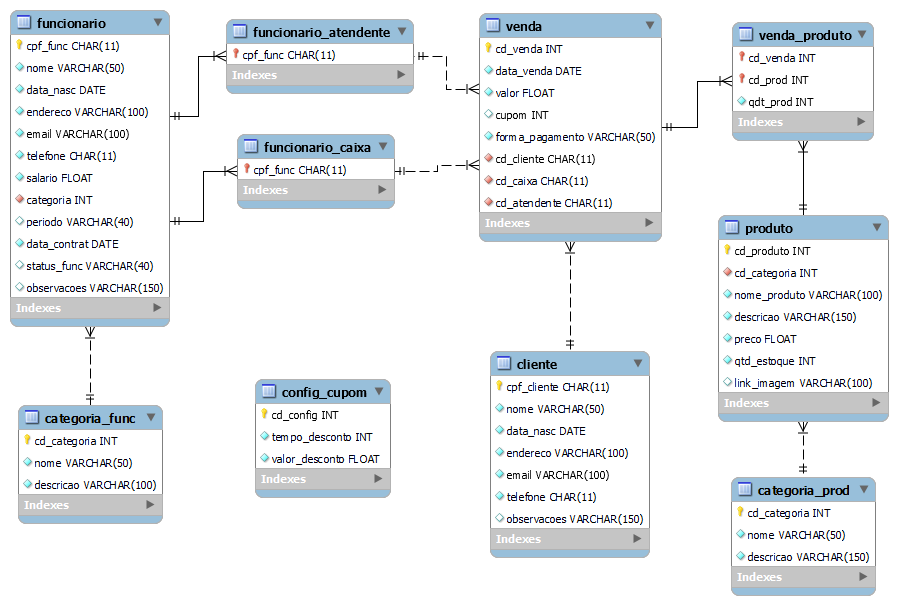 funcionario
cpf_func CHAR(11)
nome VARCHAR(50)
data_nasc DATE
endereco VARCHAR(100)
email VARCHAR(100)
telefone CHAR(11)
salario FLOAT
categoria INT
periodo VARCHAR(40)
data_contrat DATE
status_func VARCHAR(40)
observacoes VARCHAR(150)
Indexes
funcionario_atendente
cpf_func CHAR(11)
Indexes
funcionario_caixa
cpf_func CHAR(11)
Indexes
venda
cd_venda INT
data_venda DATE
valor FLOAT
cupom INT
forma_pagamento VARCHAR(50)
cd_cliente CHAR(11)
cd_caixa CHAR(11)
cd_atendente CHAR(11)
Indexes
venda_produto
cd_venda INT
cd_prod INT
qdt_prod INT
Indexes
produto
cd_produto INT
cd_categoria INT
nome_produto VARCHAR(100)
descricao VARCHAR(150)
preco FLOAT
qtd_estoque INT
link_imagem VARCHAR(100)
Indexes
categoria_func
cd_categoria INT
nome VARCHAR(50)
descricao VARCHAR(100)
Indexes
config_cupom
cd_config INT
tempo_desconto INT
valor_desconto FLOAT
Indexes
cliente
cpf_cliente CHAR(11)
nome VARCHAR(50)
data_nasc DATE
endereco VARCHAR(100)
email VARCHAR(100)
telefone CHAR(11)
observacoes VARCHAR(150)
Indexes
categoria_prod
cd_categoria INT
nome VARCHAR(50)
descricao VARCHAR(150)
Indexes